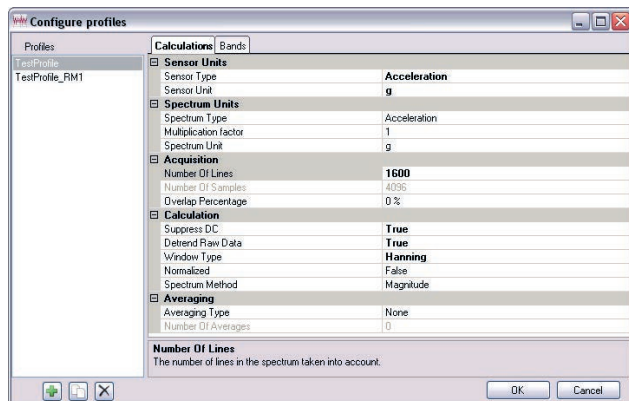 Configure profiles
Profiles
TestProfile
TestProfile_RM1
Calculations Bands
Sensor Units
Sensor Type Acceleration
Sensor Unit g
Spectrum Units
Spectrum Type Acceleration
Multiplication factor 1
Spectrum Unit g
Acquisition
Number Of Lines 1600
Number Of Samples 4096
Overlap Percentage 0 %
Calculation
Suppress DC True
Detrend Raw Data True
Window Type Hanning
Normalized False
Spectrum Method Magnitude
Averaging
Averaging Type None
Number Of Averages 0
Number Of Lines
The number of lines in the spectrum taken into account.
OK Cancel